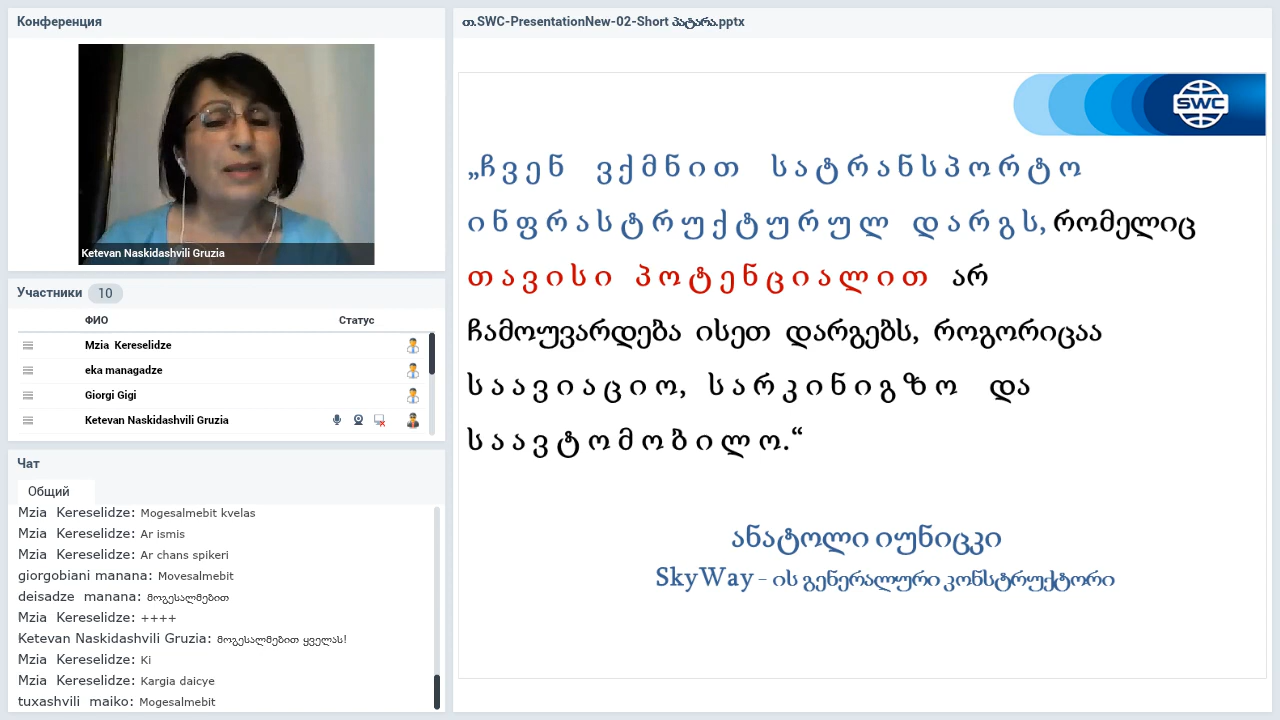 Конференция
Ketevan Naskidashvili Gruzia
Участники 10
ФИО Статус
Mzia Kereselidze
eka managadze
Giorgi Gigi
Ketevan Naskidashvili Gruzia
Чат
Общий
Mzia Kereselidze: Mogesalmebit kvelas
Mzia Kereselidze: Ar ismis
Mzia Kereselidze: Ar chans spikeri
giorgobiani manana: Movesalmebit
deisadze manana: მოგესალმებით
Mzia Kereselidze: ++++
Ketevan Naskidashvili Gruzia: მოგესალმებით ყველას!
Mzia Kereselidze: Ki
Mzia Kereselidze: Kargia daicye
tuxashvili maiko: Mogesalmebit
თ.SWC-PresentationNew-02-Short პატარა.pptx
SWC
„ჩვენ ვქმნით სატრანსპორტო
ინფრასტრუქტურულ დარგს, რომელიც
თავისი პოტენციალით არ
ჩამოუვარდება ისეთ დარგებს, როგორიცაა
საავიაციო, სარკინიგზო და
საავტომობილო.“
ანატოლი იუნიცკი
SkyWay – ის გენერალური კონსტრუქტორი